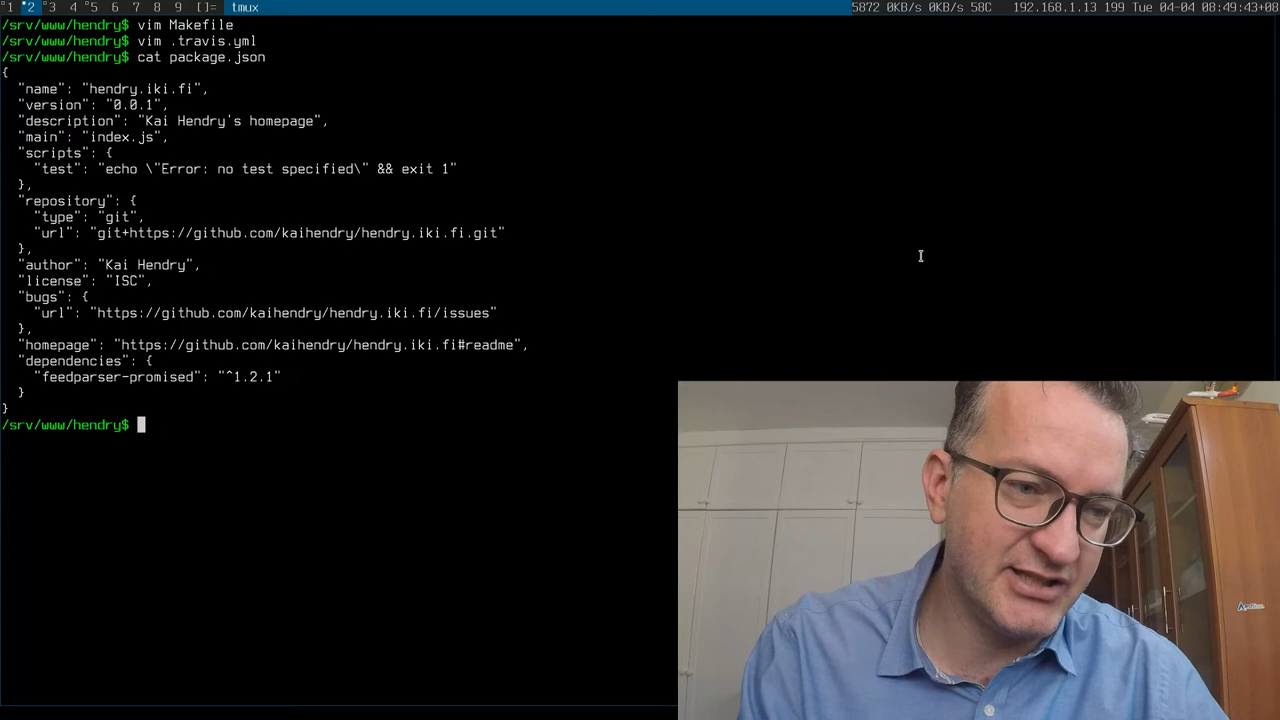 1 2 3 4 5 6 7 8 9 []= tmux 5872 0KB/s 0KB/s 58C 192.168.1.13 199 Tue 04-04 08:49:43+08
/srv/www/hendry$ vim Makefile
/srv/www/hendry$ vim .travis.yml
/srv/www/hendry$ cat package.json
{
  "name": "hendry.iki.fi",
  "version": "0.0.1",
  "description": "Kai Hendry's homepage",
  "main": "index.js",
  "scripts": {
    "test": "echo \"Error: no test specified\" && exit 1"
  },
  "repository": {
    "type": "git",
    "url": "git+https://github.com/kaihendry/hendry.iki.fi.git"
  },
  "author": "Kai Hendry",
  "license": "ISC",
  "bugs": {
    "url": "https://github.com/kaihendry/hendry.iki.fi/issues"
  },
  "homepage": "https://github.com/kaihendry/hendry.iki.fi#readme",
  "dependencies": {
    "feedparser-promised": "^1.2.1"
  }
}
/srv/www/hendry$